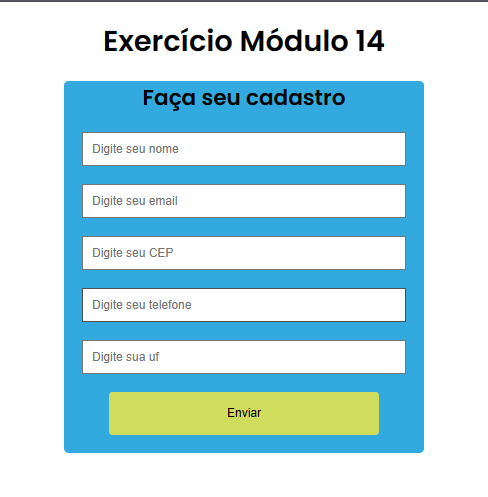 Exercício Módulo 14
Faça seu cadastro
Digite seu nome
Digite seu email
Digite seu CEP
Digite seu telefone
Digite sua uf
Enviar